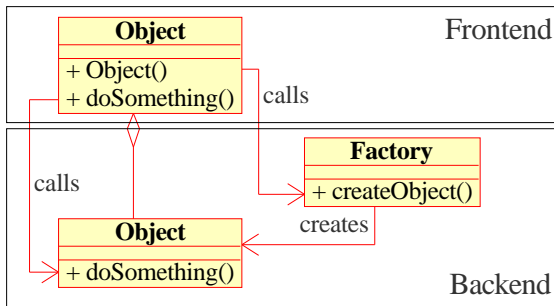 Object
Frontend
+ Object()
+ doSomething()
calls
Factory
+ createObject()
calls
creates
Object
+ doSomething()
Backend